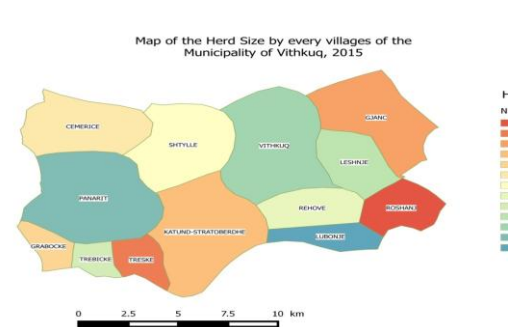 Map of the Herd Size by every villages of the
Municipality of Vithkuq, 2015
GJANC
CEMERICE
SHTYLLE
VITHKUQ
LESHNJE
PANARIT
REHOVE
ROSHANJ
KATUND-STRATOBERDHE
LUBONJE
GRABOCKE
TREBICKE
TRESKE
0 2.5 5 7.5 10 km
H
N